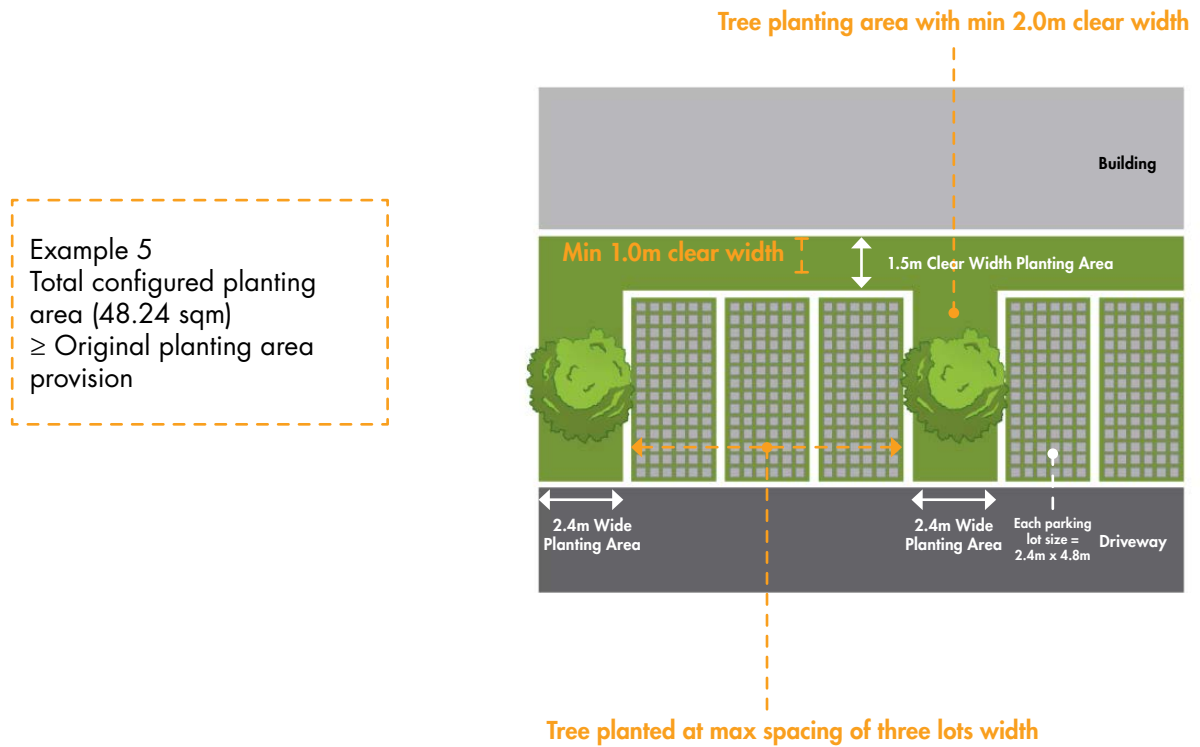 Tree planting area with min 2.0m clear width
Building
Example 5
Total configured planting
area (48.24 sqm)
≥ Original planting area
provision
Min 1.0m clear width
1.5m Clear Width Planting Area
2.4m Wide
Planting Area
2.4m Wide
Planting Area
Each parking
lot size =
2.4m x 4.8m
Driveway
Tree planted at max spacing of three lots width